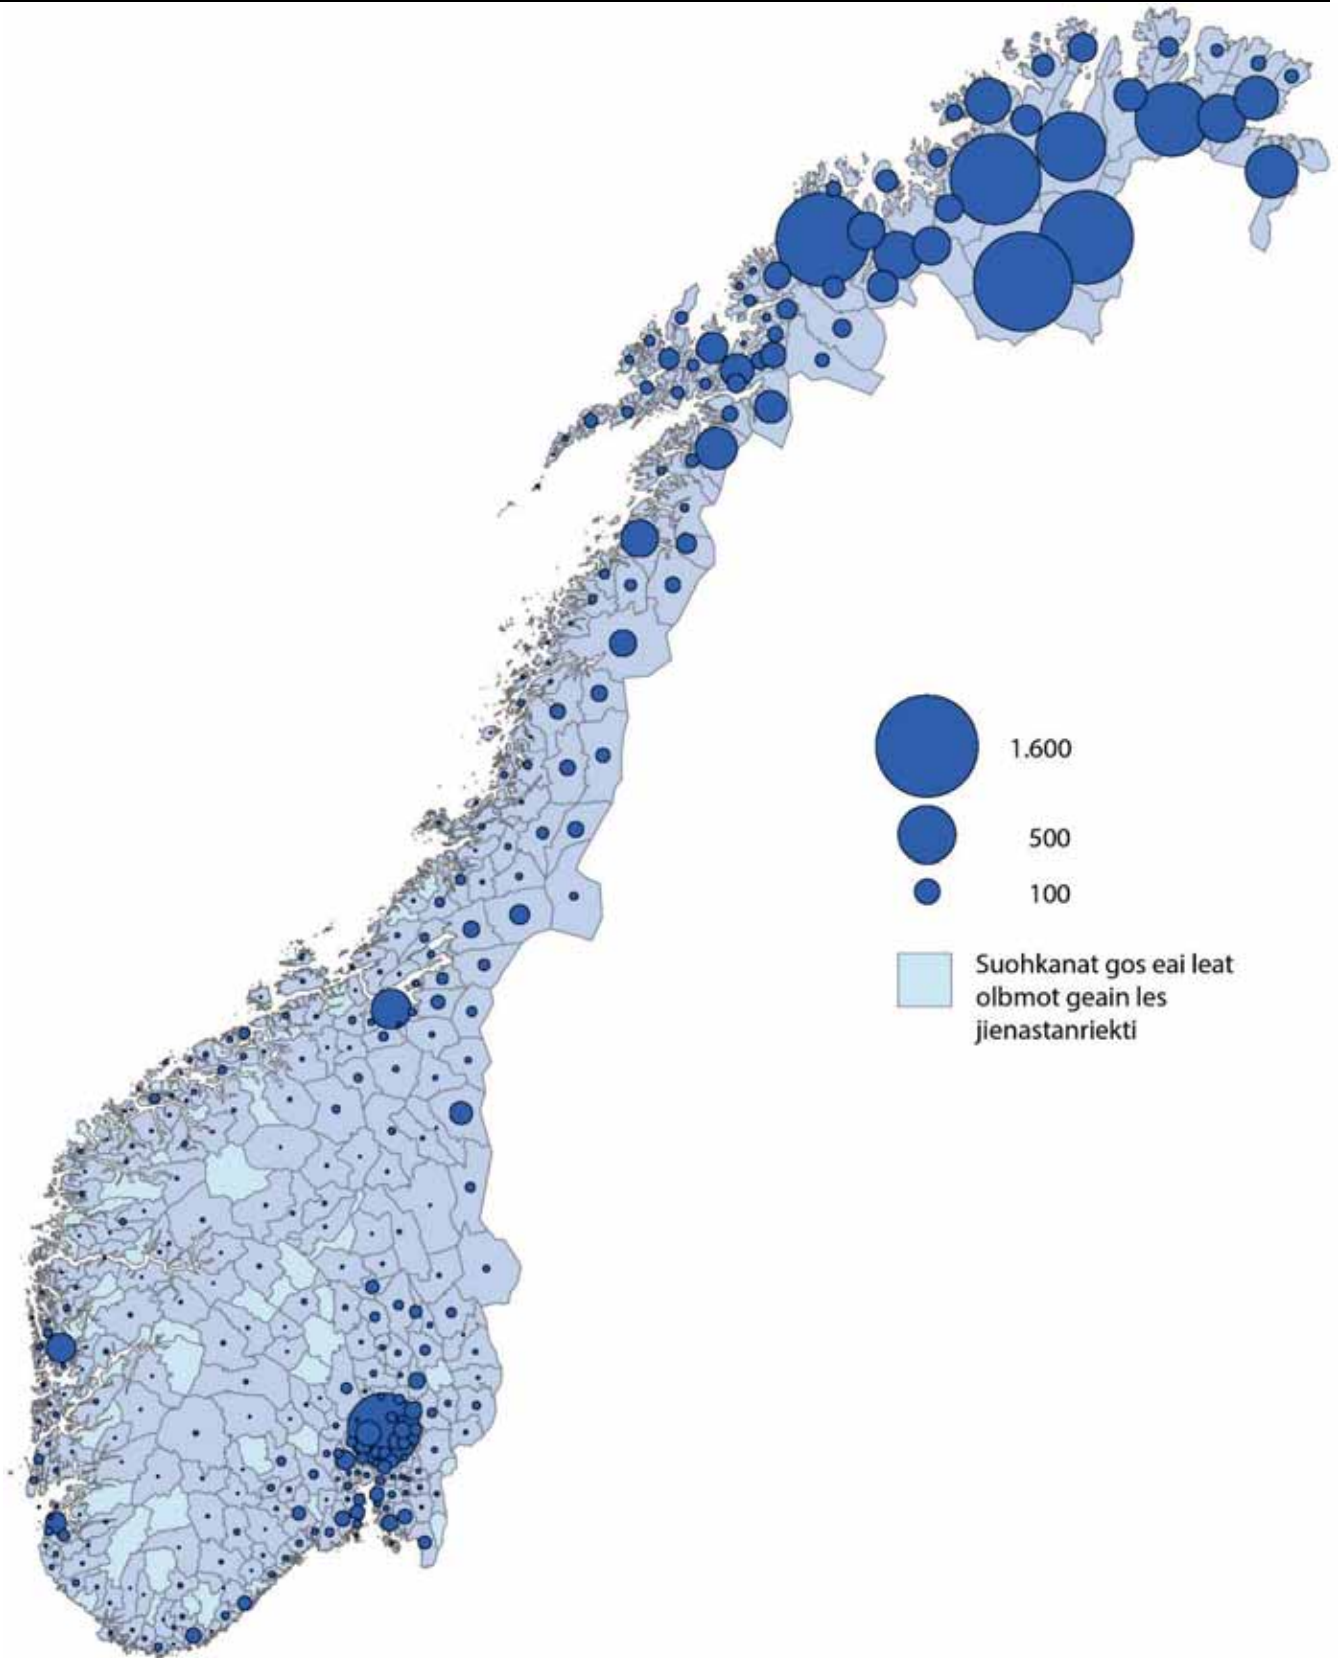 1.600
500
100
Suohkanat gos eai leat
olbmot geain les
jienastanriekti